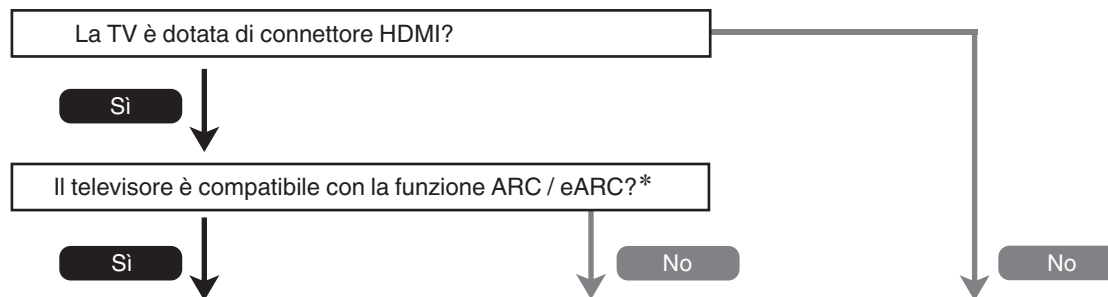 La TV è dotata di connettore HDMI?
Sì
Il televisore è compatibile con la funzione ARC / eARC?*
Sì
No
No